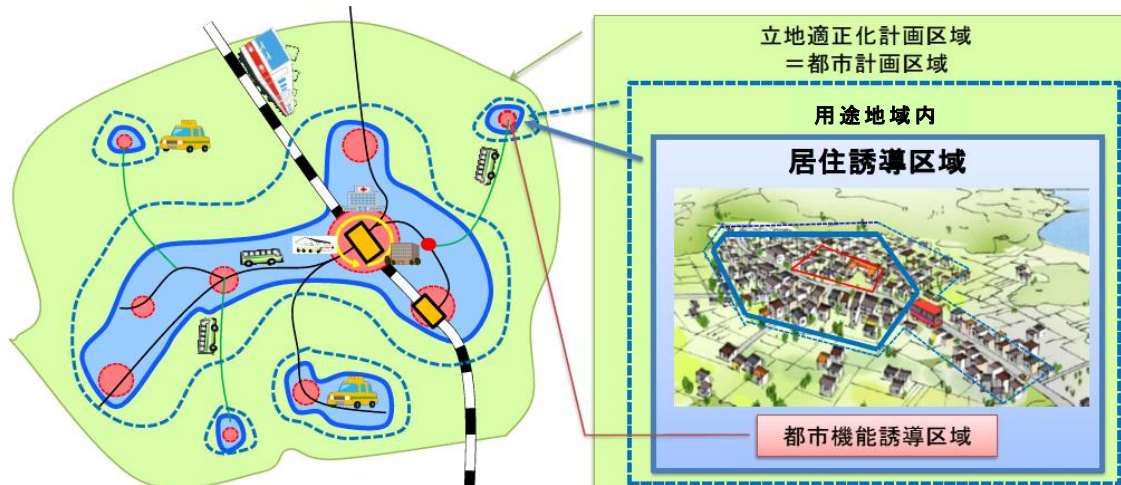 立地適正化計画区域
＝都市計画区域
用途地域内
居住誘導区域
都市機能誘導区域